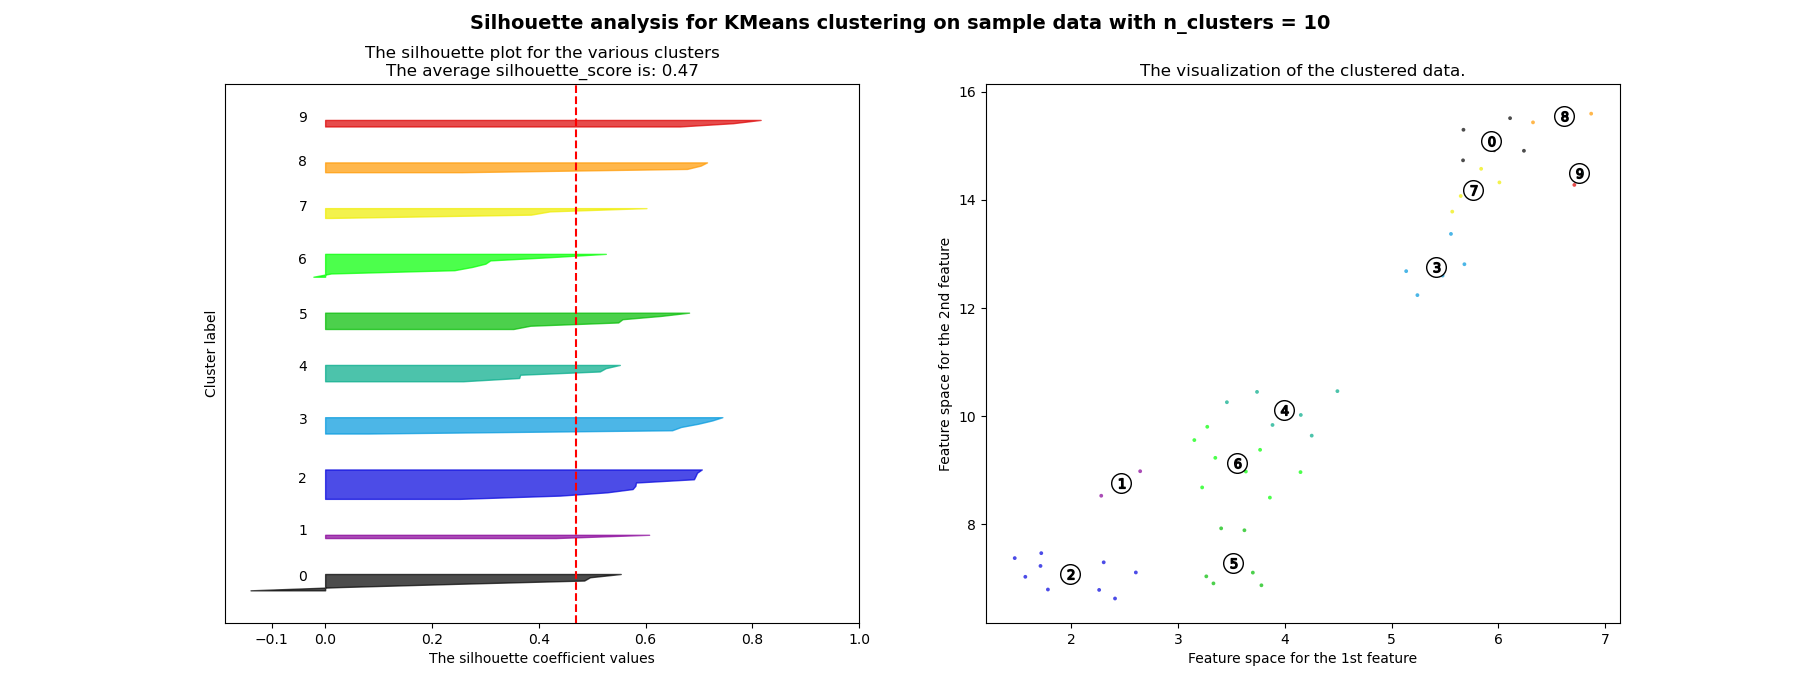 Silhouette analysis for KMeans clustering on sample data with n_clusters = 10
The silhouette plot for the various clusters
The average silhouette_score is: 0.47
Cluster label
9
8
7
6
5
4
3
2
1
0
−0.1 0.0 0.2 0.4 0.6 0.8 1.0
The silhouette coefficient values
The visualization of the clustered data.
Feature space for the 2nd feature
16
14
12
10
8
8
0
9
7
3
4
6
1
5
2
2 3 4 5 6 7
Feature space for the 1st feature